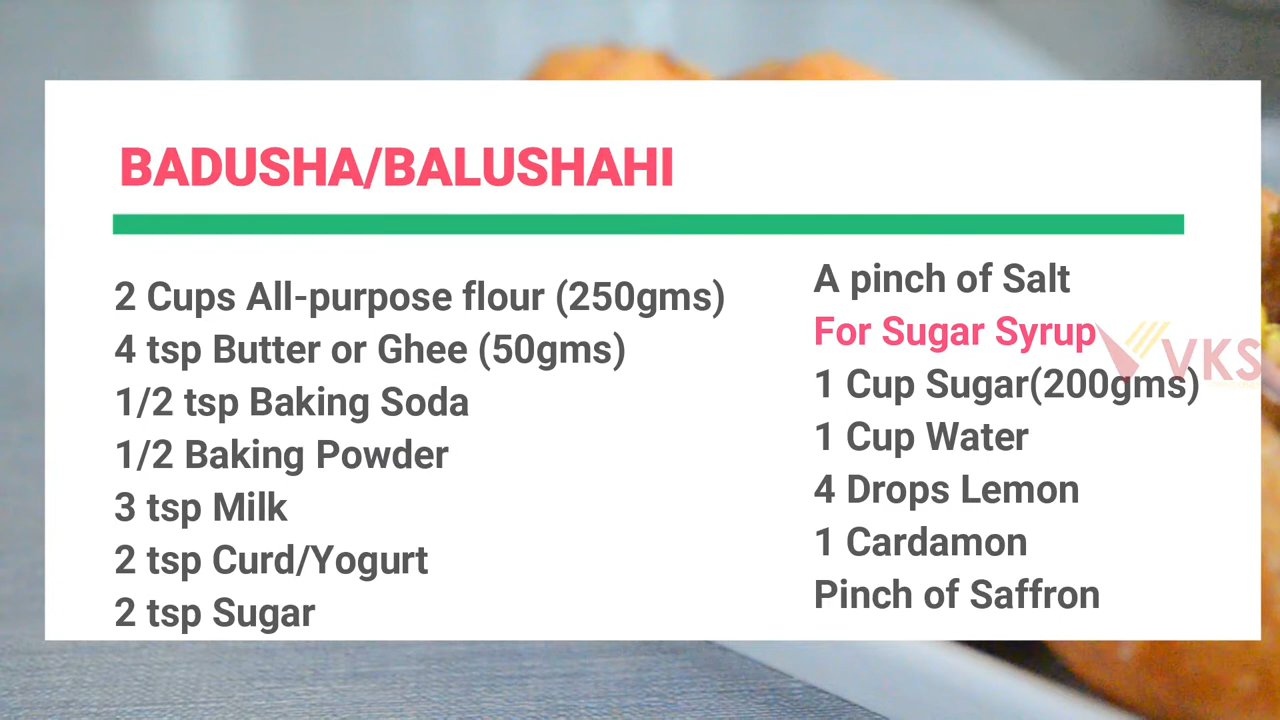 BADUSHA/BALUSHAHI
2 Cups All-purpose flour (250gms)
4 tsp Butter or Ghee (50gms)
1/2 tsp Baking Soda
1/2 Baking Powder
3 tsp Milk
2 tsp Curd/Yogurt
2 tsp Sugar
A pinch of Salt
For Sugar Syrup
1 Cup Sugar(200gms)
1 Cup Water
4 Drops Lemon
1 Cardamon
Pinch of Saffron
VKS